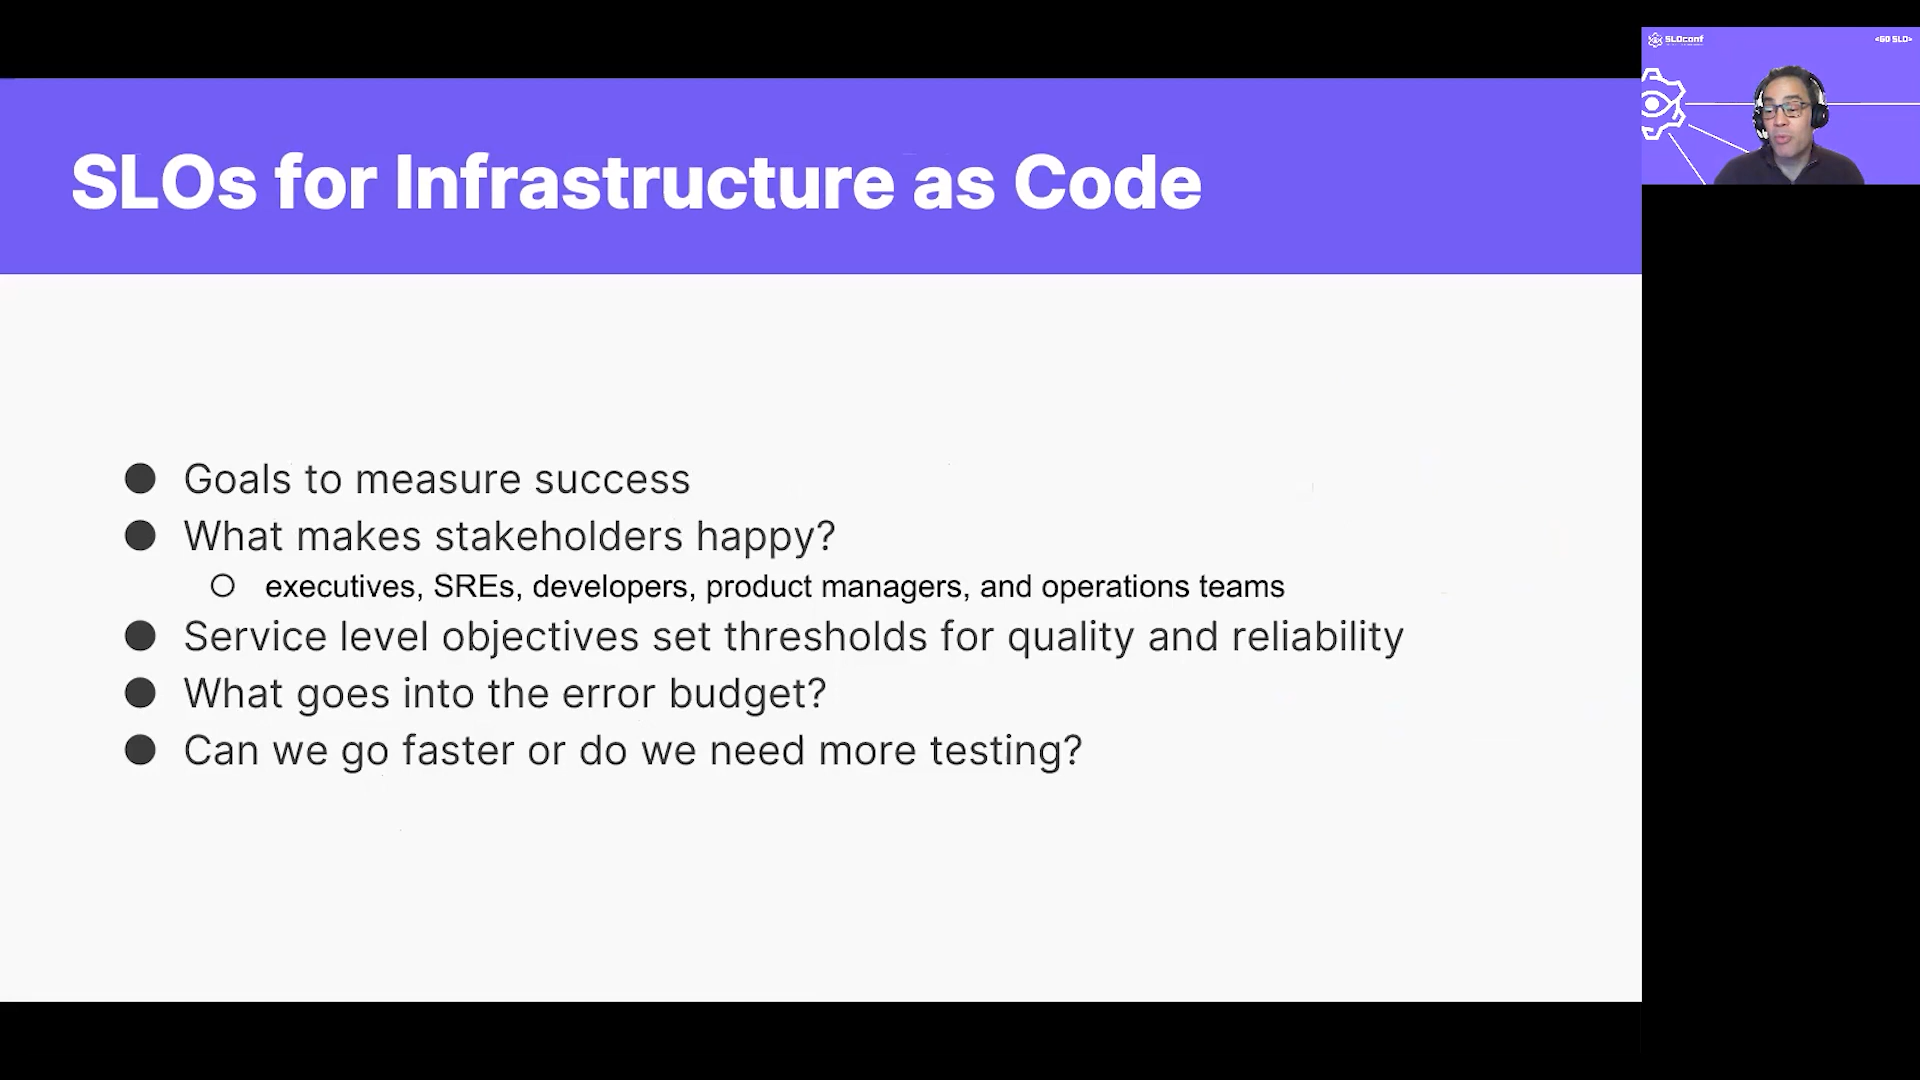 SLOs for Infrastructure as Code
Goals to measure success
What makes stakeholders happy?
executives, SREs, developers, product managers, and operations teams
Service level objectives set thresholds for quality and reliability
What goes into the error budget?
Can we go faster or do we need more testing?
SLOconf
<GO SLO>